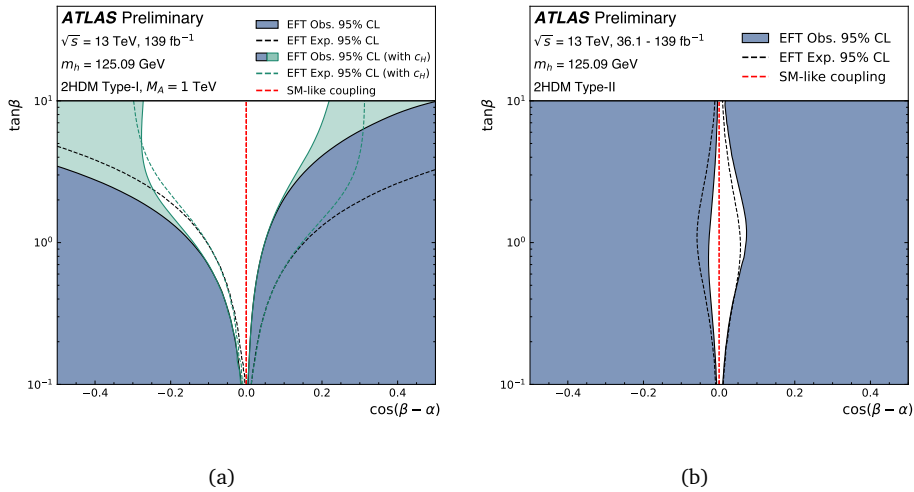 ATLAS Preliminary
√s = 13 TeV, 139 fb⁻¹
m_h = 125.09 GeV
2HDM Type-I, M_A = 1 TeV
EFT Obs. 95% CL
EFT Exp. 95% CL
EFT Obs. 95% CL (with c_H)
EFT Exp. 95% CL (with c_H)
SM-like coupling
tanβ
10¹
10⁰
10⁻¹
−0.4 −0.2 0.0 0.2 0.4
cos(β − α)
(a)
ATLAS Preliminary
√s = 13 TeV, 36.1 - 139 fb⁻¹
m_h = 125.09 GeV
2HDM Type-II
EFT Obs. 95% CL
EFT Exp. 95% CL
SM-like coupling
tanβ
10¹
10⁰
10⁻¹
−0.4 −0.2 0.0 0.2 0.4
cos(β − α)
(b)